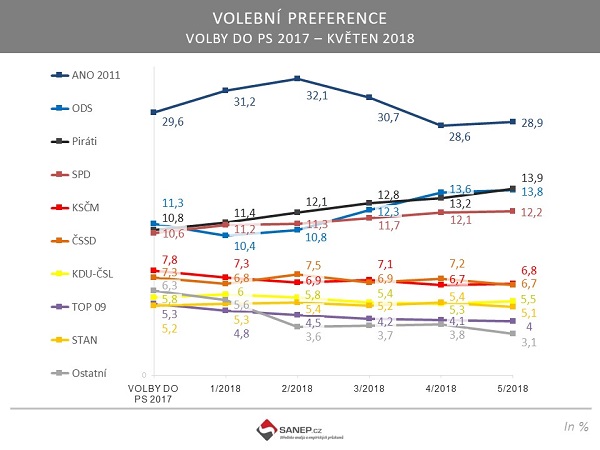 VOLEBNÍ PREFERENCE
VOLBY DO PS 2017 – KVĚTEN 2018
ANO 2011
ODS
Piráti
SPD
KSČM
ČSSD
KDU-ČSL
TOP 09
STAN
Ostatní
29,6 31,2 32,1 30,7 28,6 28,9
11,3 10,4 10,8 12,3 13,6 13,8
10,8 11,4 12,1 12,8 13,2 13,9
10,6 11,2 11,3 11,7 12,1 12,2
7,8 7,3 6,9 7,1 6,7 6,8
7,3 6,8 7,5 6,9 7,2 6,7
5,8 6 5,8 5,4 5,3 5,5
5,3 4,8 4,5 4,2 4,1 4
5,2 5,3 5,4 5,2 5,4 5,1
6,3 5,6 3,6 3,7 3,8 3,1
0
VOLBY DO PS 2017 1/2018 2/2018 3/2018 4/2018 5/2018
SANEP.cz
Středisko analýz a empirických průzkumů
In %